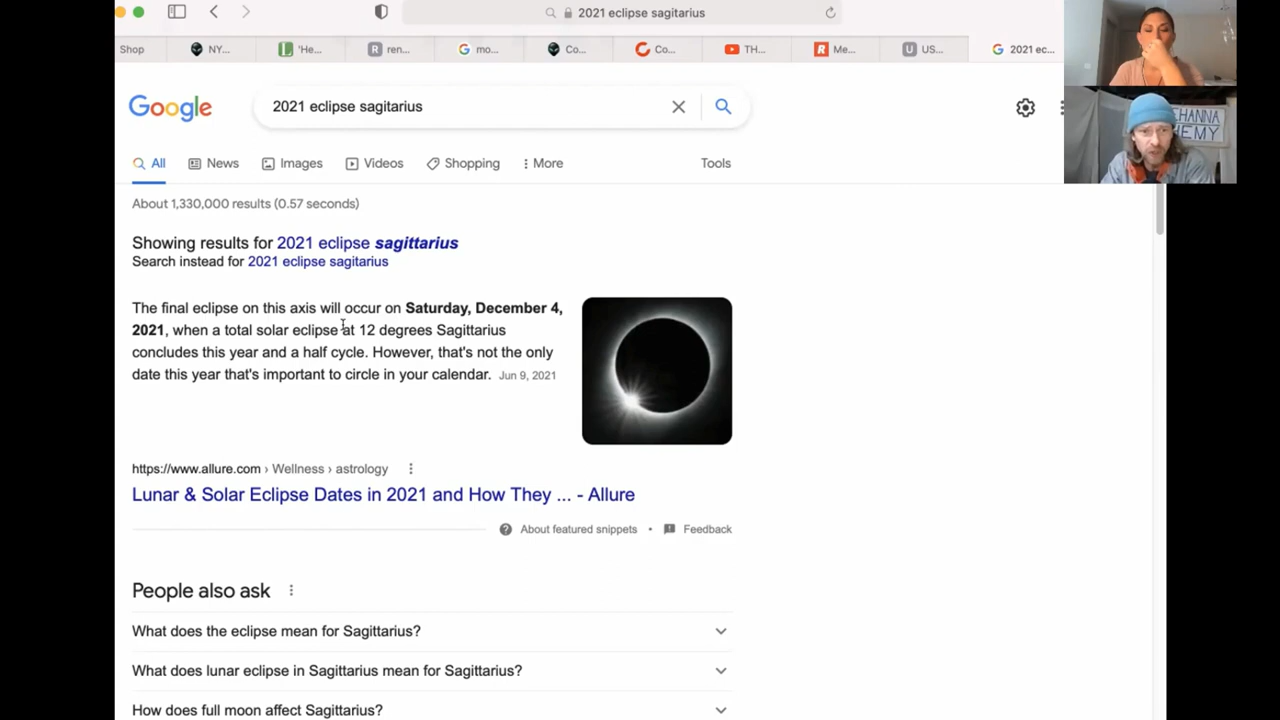 2021 eclipse sagitarius
Shop
NY...
'He...
ren...
mo...
Co...
Co...
TH...
Me...
US...
2021 ec...
Google
2021 eclipse sagitarius
All
News
Images
Videos
Shopping
More
Tools
About 1,330,000 results (0.57 seconds)
Showing results for 2021 eclipse sagittarius
Search instead for 2021 eclipse sagitarius
The final eclipse on this axis will occur on Saturday, December 4,
2021, when a total solar eclipse at 12 degrees Sagittarius
concludes this year and a half cycle. However, that's not the only
date this year that's important to circle in your calendar. Jun 9, 2021
https://www.allure.com › Wellness › astrology
Lunar & Solar Eclipse Dates in 2021 and How They ... - Allure
About featured snippets • Feedback
People also ask
What does the eclipse mean for Sagittarius?
What does lunar eclipse in Sagittarius mean for Sagittarius?
How does full moon affect Sagittarius?
EHANNA
HEMY